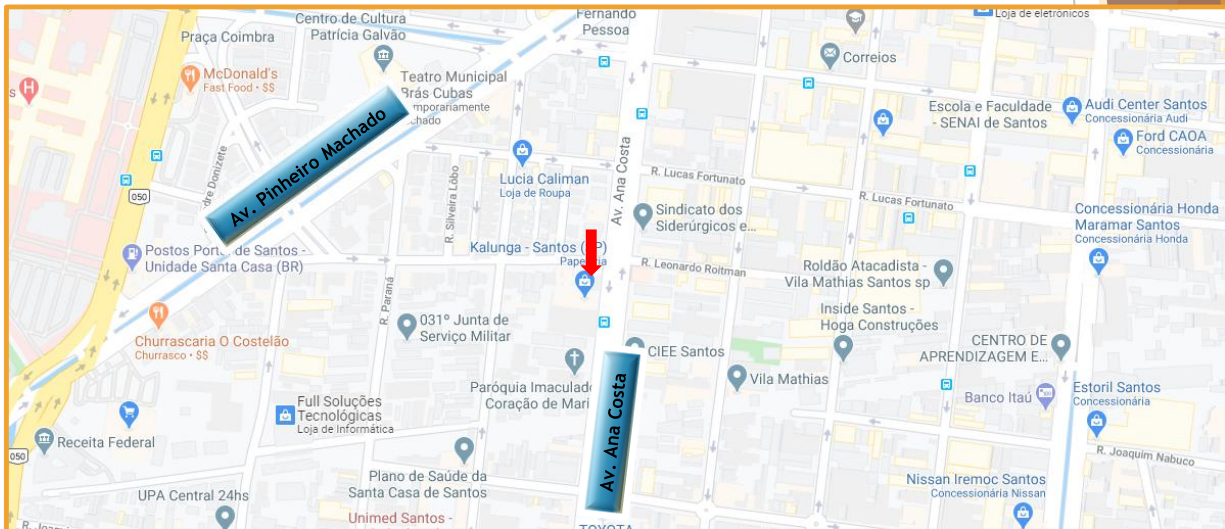 Loja de eletrônicos
Centro de Cultura
Patrícia Galvão
Fernando
Pessoa
Praça Coimbra
Correios
McDonald's
Fast Food • $$
Teatro Municipal
Brás Cubas
emporariamente
chado
Av. Pinheiro Machado
Escola e Faculdade
- SENAI de Santos
Audi Center Santos
Concessionária Audi
Ford CAOA
Concessionária
Av. Ana Costa
Lucia Caliman
Loja de Roupa
R. Lucas Fortunato
R. Lucas Fortunato
050
dre Donizete
R. Silveira Lobo
Sindicato dos
Siderúrgicos e...
Concessionária Honda
Maramar Santos
Concessionária Honda
Postos Portal de Santos -
Unidade Santa Casa (BR)
Kalunga - Santos (SP)
Papelaria
R. Leonardo Roitman
Roldão Atacadista -
Vila Mathias Santos sp
R. Paraná
031º Junta de
Serviço Militar
Inside Santos -
Hoga Construções
Churrascaria O Costelão
Churrasco • $$
CIEE Santos
CENTRO DE
APRENDIZAGEM E...
Paróquia Imaculado
Coração de Mari
Av. Ana Costa
Vila Mathias
Banco Itaú
Estoril Santos
Concessionária
Full Soluções
Tecnológicas
Loja de Informática
Receita Federal
050
R. Joaquim Nabuco
Plano de Saúde da
Santa Casa de Santos
Nissan Iremoc Santos
Concessionária Nissan
UPA Central 24hs
Unimed Santos -
TOYOTA